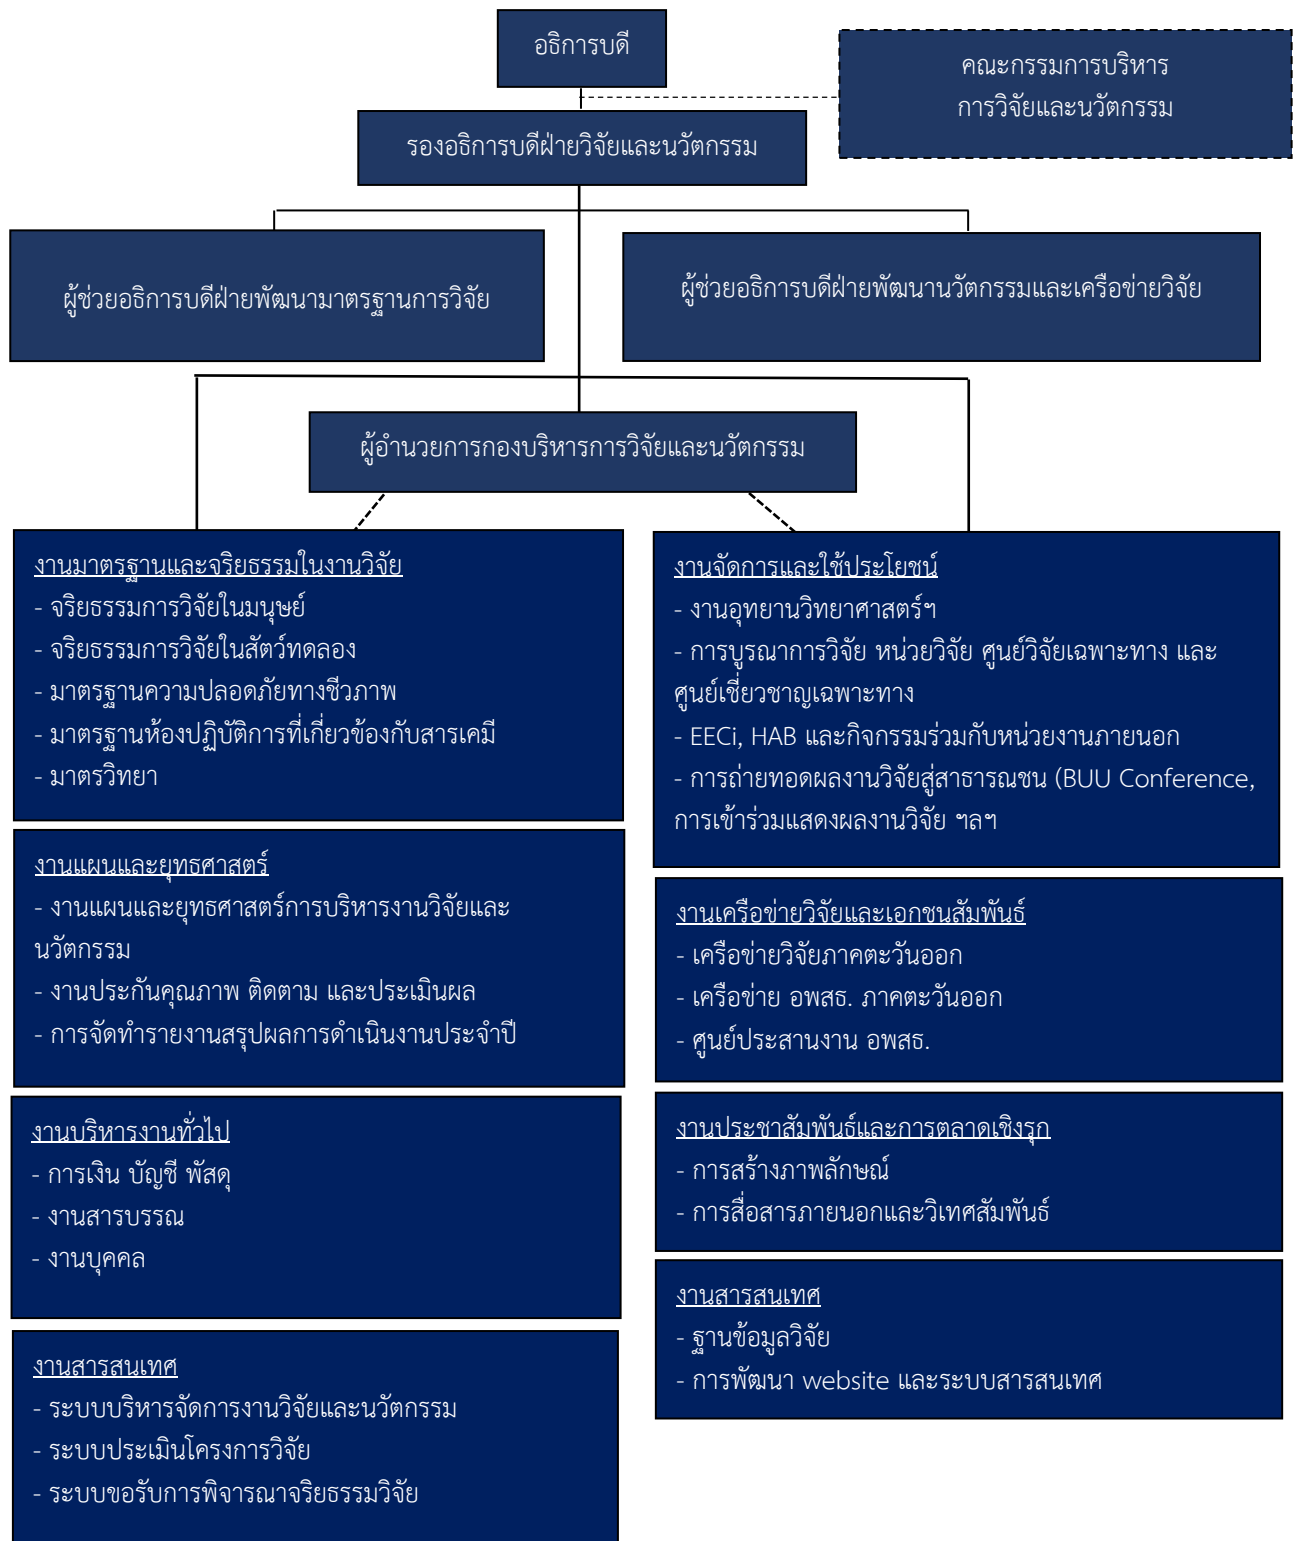 อธิการบดี
คณะกรรมการบริหาร
การวิจัยและนวัตกรรม
รองอธิการบดีฝ่ายวิจัยและนวัตกรรม
ผู้ช่วยอธิการบดีฝ่ายพัฒนามาตรฐานการวิจัย
ผู้ช่วยอธิการบดีฝ่ายพัฒนานวัตกรรมและเครือข่ายวิจัย
ผู้อำนวยการกองบริหารการวิจัยและนวัตกรรม
งานมาตรฐานและจริยธรรมในงานวิจัย
- จริยธรรมการวิจัยในมนุษย์
- จริยธรรมการวิจัยในสัตว์ทดลอง
- มาตรฐานความปลอดภัยทางชีวภาพ
- มาตรฐานห้องปฏิบัติการที่เกี่ยวข้องกับสารเคมี
- มาตรวิทยา
งานแผนและยุทธศาสตร์
- งานแผนและยุทธศาสตร์การบริหารงานวิจัยและ
นวัตกรรม
- งานประกันคุณภาพ ติดตาม และประเมินผล
- การจัดทำรายงานสรุปผลการดำเนินงานประจำปี
งานบริหารงานทั่วไป
- การเงิน บัญชี พัสดุ
- งานสารบรรณ
- งานบุคคล
งานสารสนเทศ
- ระบบบริหารจัดการงานวิจัยและนวัตกรรม
- ระบบประเมินโครงการวิจัย
- ระบบขอรับการพิจารณาจริยธรรมวิจัย
งานจัดการและใช้ประโยชน์
- งานอุทยานวิทยาศาสตร์ฯ
- การบูรณาการวิจัย หน่วยวิจัย ศูนย์วิจัยเฉพาะทาง และ
ศูนย์เชี่ยวชาญเฉพาะทาง
- EECi, HAB และกิจกรรมร่วมกับหน่วยงานภายนอก
- การถ่ายทอดผลงานวิจัยสู่สาธารณชน (BUU Conference,
การเข้าร่วมแสดงผลงานวิจัย ฯลฯ
งานเครือข่ายวิจัยและเอกชนสัมพันธ์
- เครือข่ายวิจัยภาคตะวันออก
- เครือข่าย อพสธ. ภาคตะวันออก
- ศูนย์ประสานงาน อพสธ.
งานประชาสัมพันธ์และการตลาดเชิงรุก
- การสร้างภาพลักษณ์
- การสื่อสารภายนอกและวิเทศสัมพันธ์
งานสารสนเทศ
- ฐานข้อมูลวิจัย
- การพัฒนา website และระบบสารสนเทศ